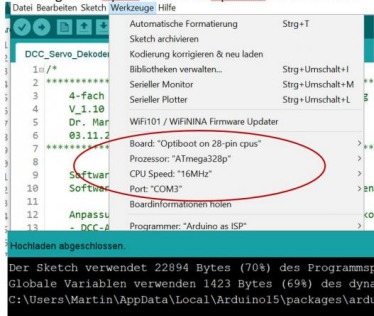 Datei Bearbeiten Sketch Werkzeuge Hilfe
Automatische Formatierung Strg+T
Sketch archivieren
DCC_Servo_Dekoder Kodierung korrigieren & neu laden
1 /* Bibliotheken verwalten... Strg+Umschalt+I
2 Serieller Monitor Strg+Umschalt+M
3 4-fach Serieller Plotter Strg+Umschalt+L
4 V_1.10
5 Dr. Mar WiFi101 / WiFiNINA Firmware Updater
6 03.11.2
7 Board: "Optiboot on 28-pin cpus"
8 Prozessor: "ATmega328p"
9 Softwar CPU Speed: "16MHz"
10 Softwar Port: "COM3"
11 Boardinformationen holen
12 Anpassu
13 - DCC-A Programmer: "Arduino as ISP"
Hochladen abgeschlossen.
Der Sketch verwendet 22894 Bytes (70%) des Programmsp
Globale Variablen verwenden 1423 Bytes (69%) des dyna
C:\Users\Martin\AppData\Local\Arduino15\packages\ardu